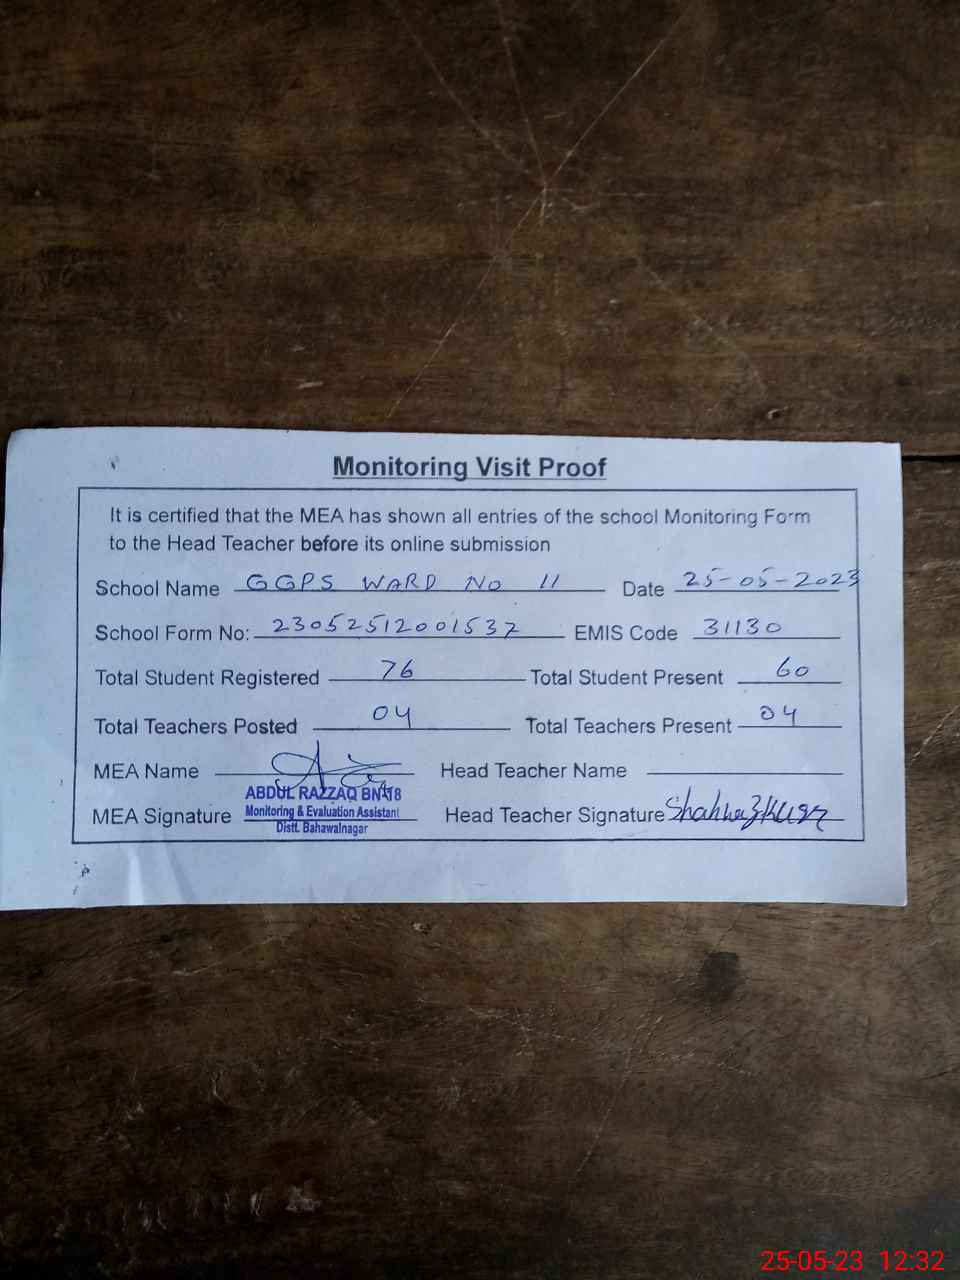 Monitoring Visit Proof
It is certified that the MEA has shown all entries of the school Monitoring Form
to the Head Teacher before its online submission
School Name GGPS WARD NO 11 Date 25-05-2023
School Form No: 23052512001537 EMIS Code 31130
Total Student Registered 76 Total Student Present 60
Total Teachers Posted 04 Total Teachers Present 04
MEA Name Head Teacher Name
ABDUL RAZZAQ BN-18
MEA Signature Monitoring & Evaluation Assistant Head Teacher Signature
Distt. Bahawalnagar
25-05-23 12:32